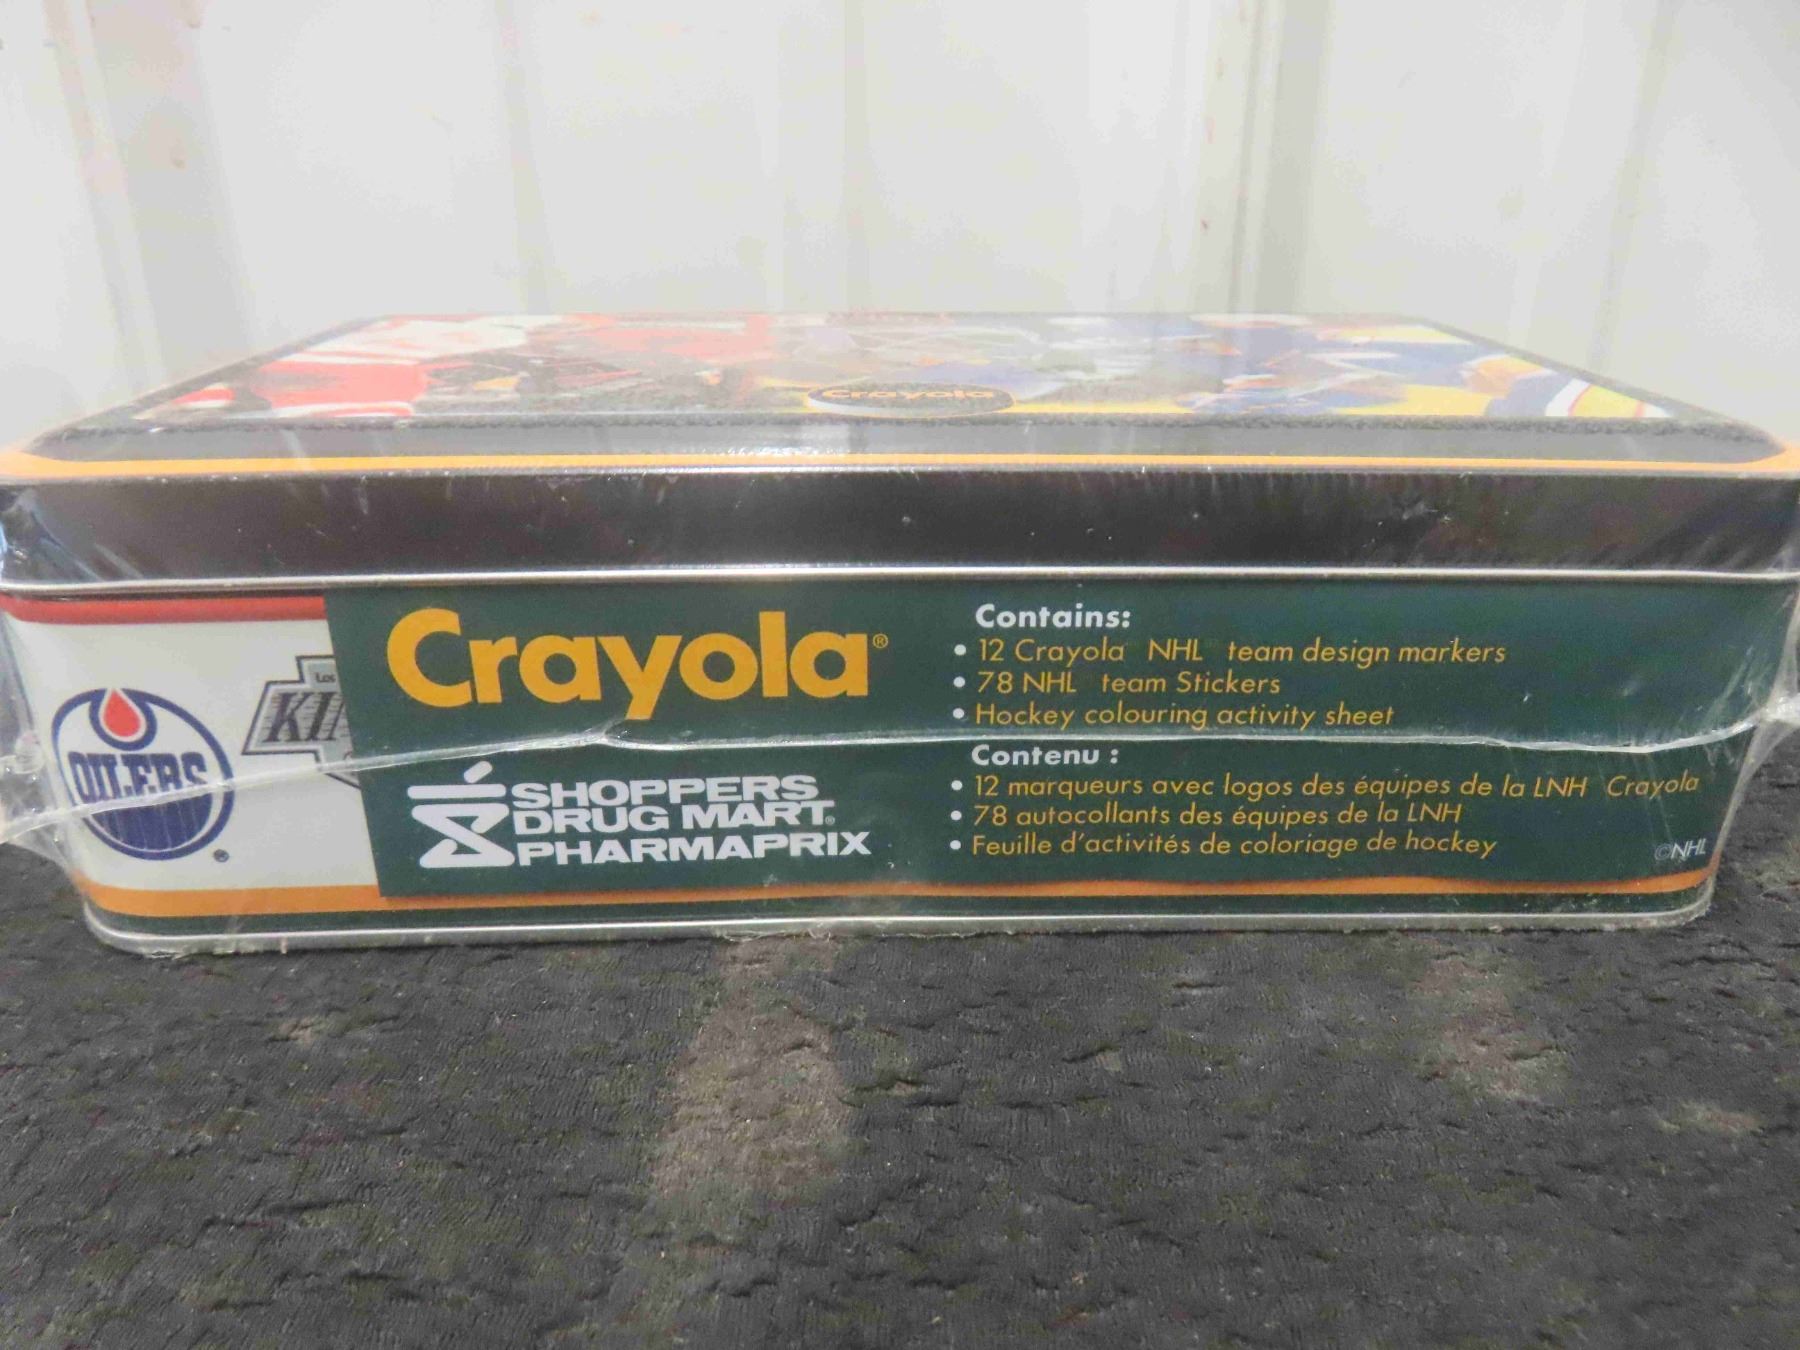 Crayola
Crayola®
Contains:
• 12 Crayola NHL team design markers
• 78 NHL team Stickers
• Hockey colouring activity sheet
Contenu :
• 12 marqueurs avec logos des équipes de la LNH Crayola
• 78 autocollants des équipes de la LNH
• Feuille d'activités de coloriage de hockey
©NHL
SHOPPERS
DRUG MART®
PHARMAPRIX
OILERS
®
Los
KI